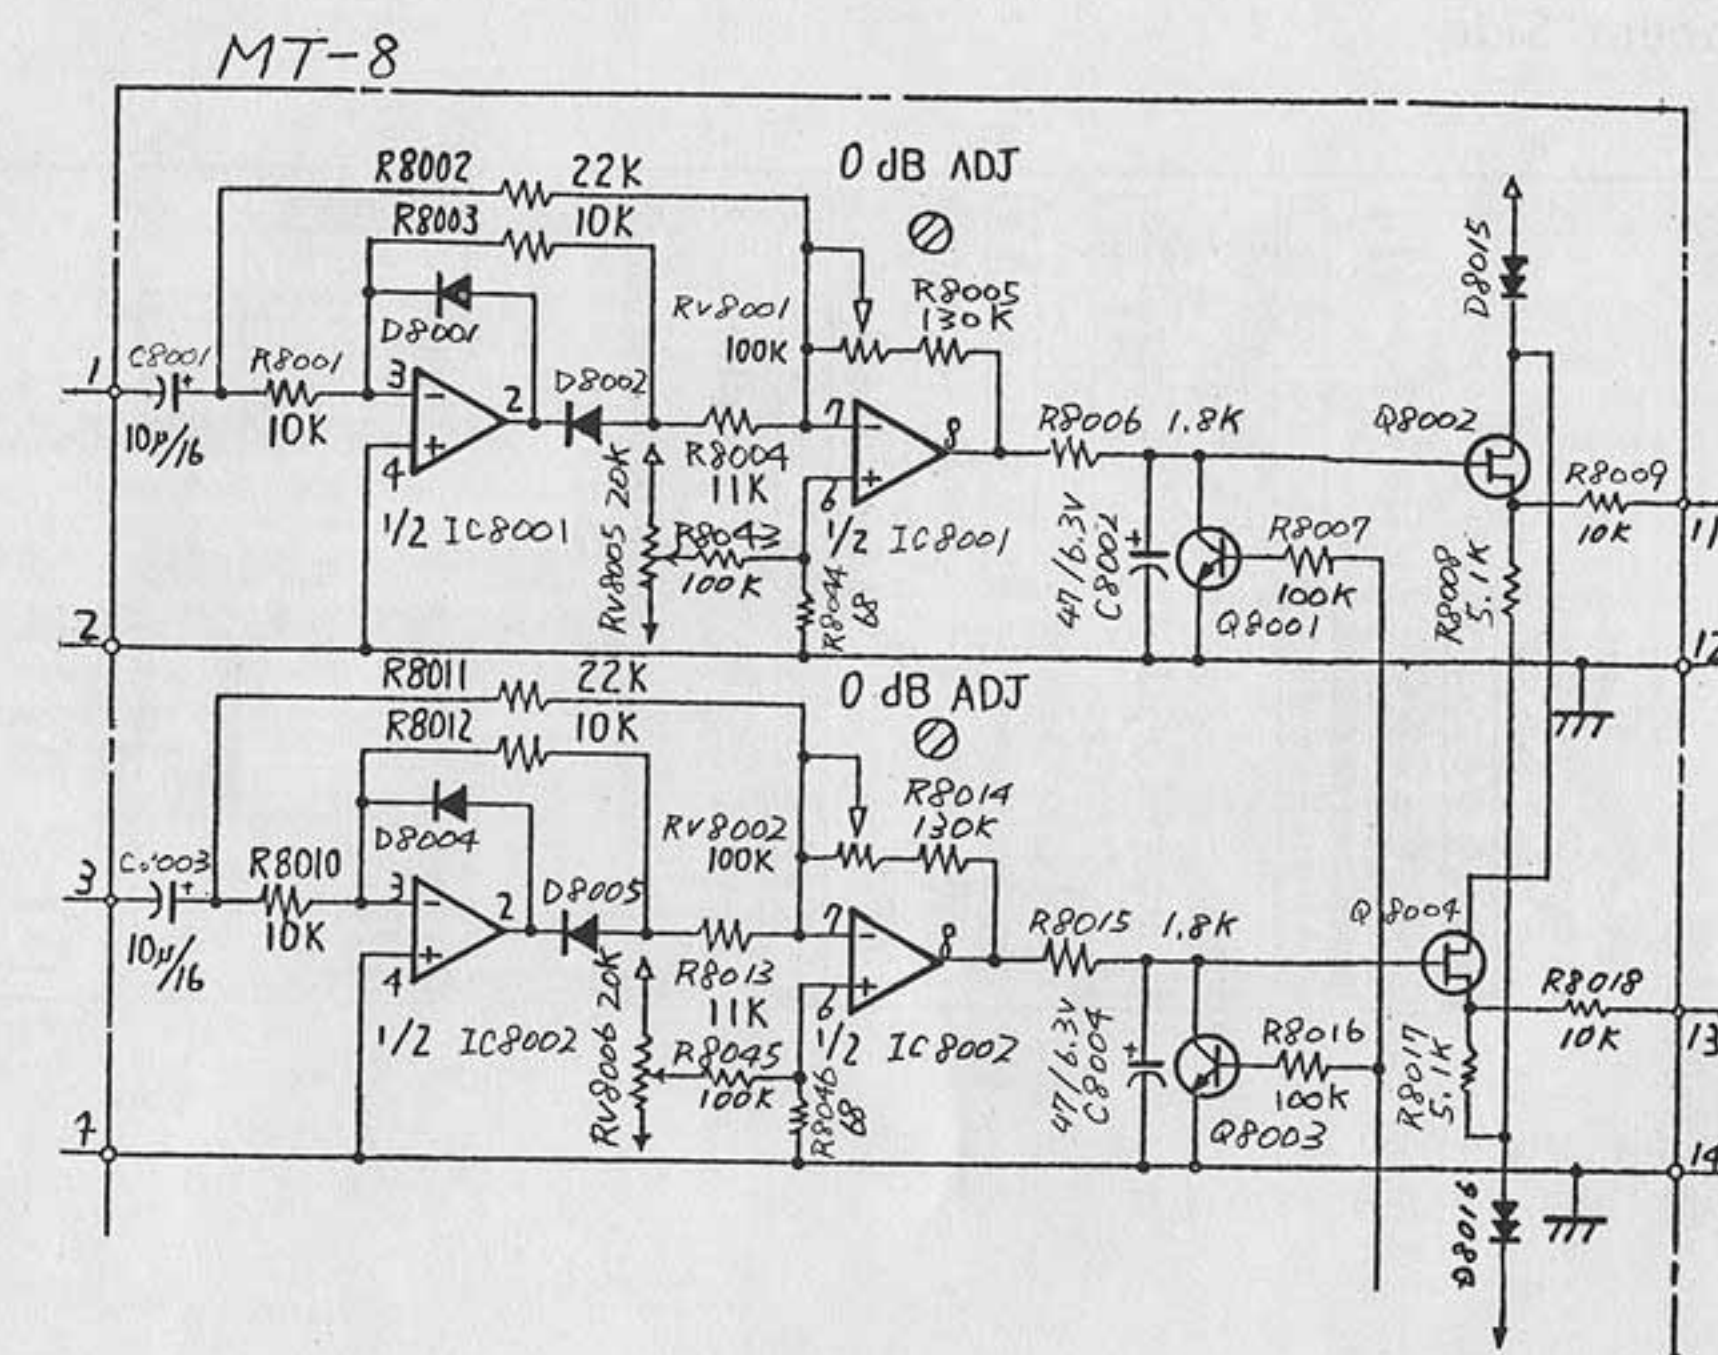 MT-8
R8002 22K
0 dB ADJ
R8003 10K
D8015
D8001
RV8001
100K
R8005
130K
1
C8001
10μ/16
R8001
10K
3
-
2
D8002
+
4
1/2 IC8001
R8004
11K
7
-
8
+
6
1/2 IC8001
R8006 1.8K
Q8002
R8009
10K
11
RV8005 20K
R8043
100K
R8044
68
47/6.3V
C8002
+
R8007
100K
Q8001
R8008
5.1K
2
12
R8011 22K
0 dB ADJ
R8012 10K
D8004
RV8002
100K
R8014
130K
3
10μ/16
R8010
10K
3
-
2
D8005
+
4
1/2 IC8002
R8013
11K
7
-
8
+
6
1/2 IC8002
R8015 1.8K
Q8004
R8018
10K
13
RV8006 20K
R8045
100K
R8046
68
47/6.3V
C8004
+
R8016
100K
Q8003
R8017
5.1K
14
D8016